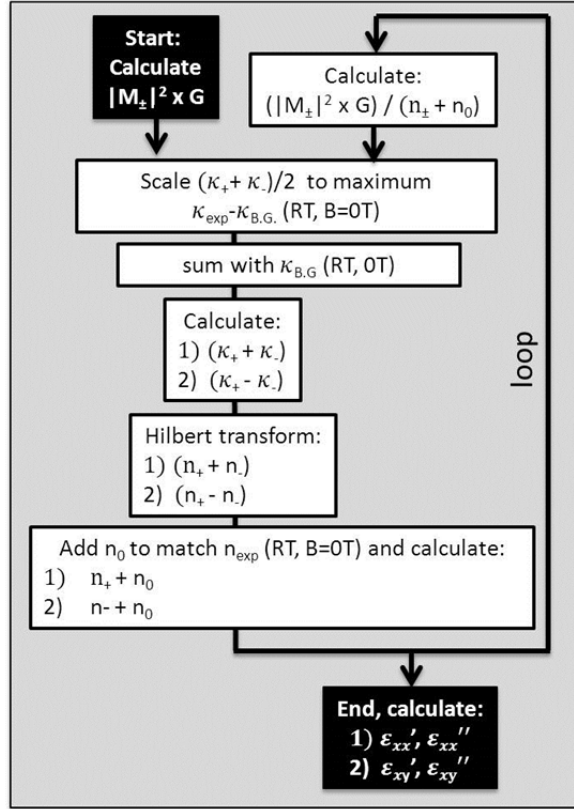 Start:
Calculate
|M±|² x G
Calculate:
(|M±|² x G) / (n± + n₀)
Scale (κ₊+ κ₋)/2 to maximum
κexp-κB.G. (RT, B=0T)
sum with κB.G (RT, 0T)
Calculate:
1) (κ₊ + κ₋)
2) (κ₊ - κ₋)
Hilbert transform:
1) (n₊ + n₋)
2) (n₊ - n₋)
Add n₀ to match nexp (RT, B=0T) and calculate:
1) n₊ + n₀
2) n- + n₀
loop
End, calculate:
1) εxx′, εxx″
2) εxy′, εxy″